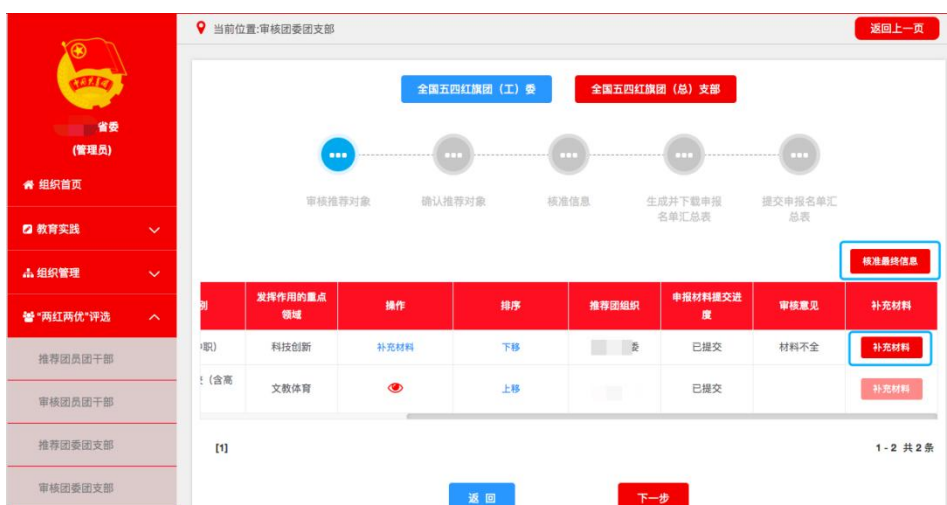 当前位置:审核团委团支部
返回上一页
省委
(管理员)
组织首页
教育实践
组织管理
"两红两优"评选
推荐团员团干部
审核团员团干部
推荐团委团支部
审核团委团支部
全国五四红旗团（工）委
全国五四红旗团（总）支部
审核推荐对象
确认推荐对象
核准信息
生成并下载申报
名单汇总表
提交申报名单汇
总表
核准最终信息
别 发挥作用的重点领域 操作 排序 推荐团组织 申报材料提交进度 审核意见 补充材料
职) 科技创新 补充材料 下移 委 已提交 材料不全 补充材料
（含高 文教体育 上移 已提交 补充材料
[1]
1 - 2 共 2 条
返 回
下一步